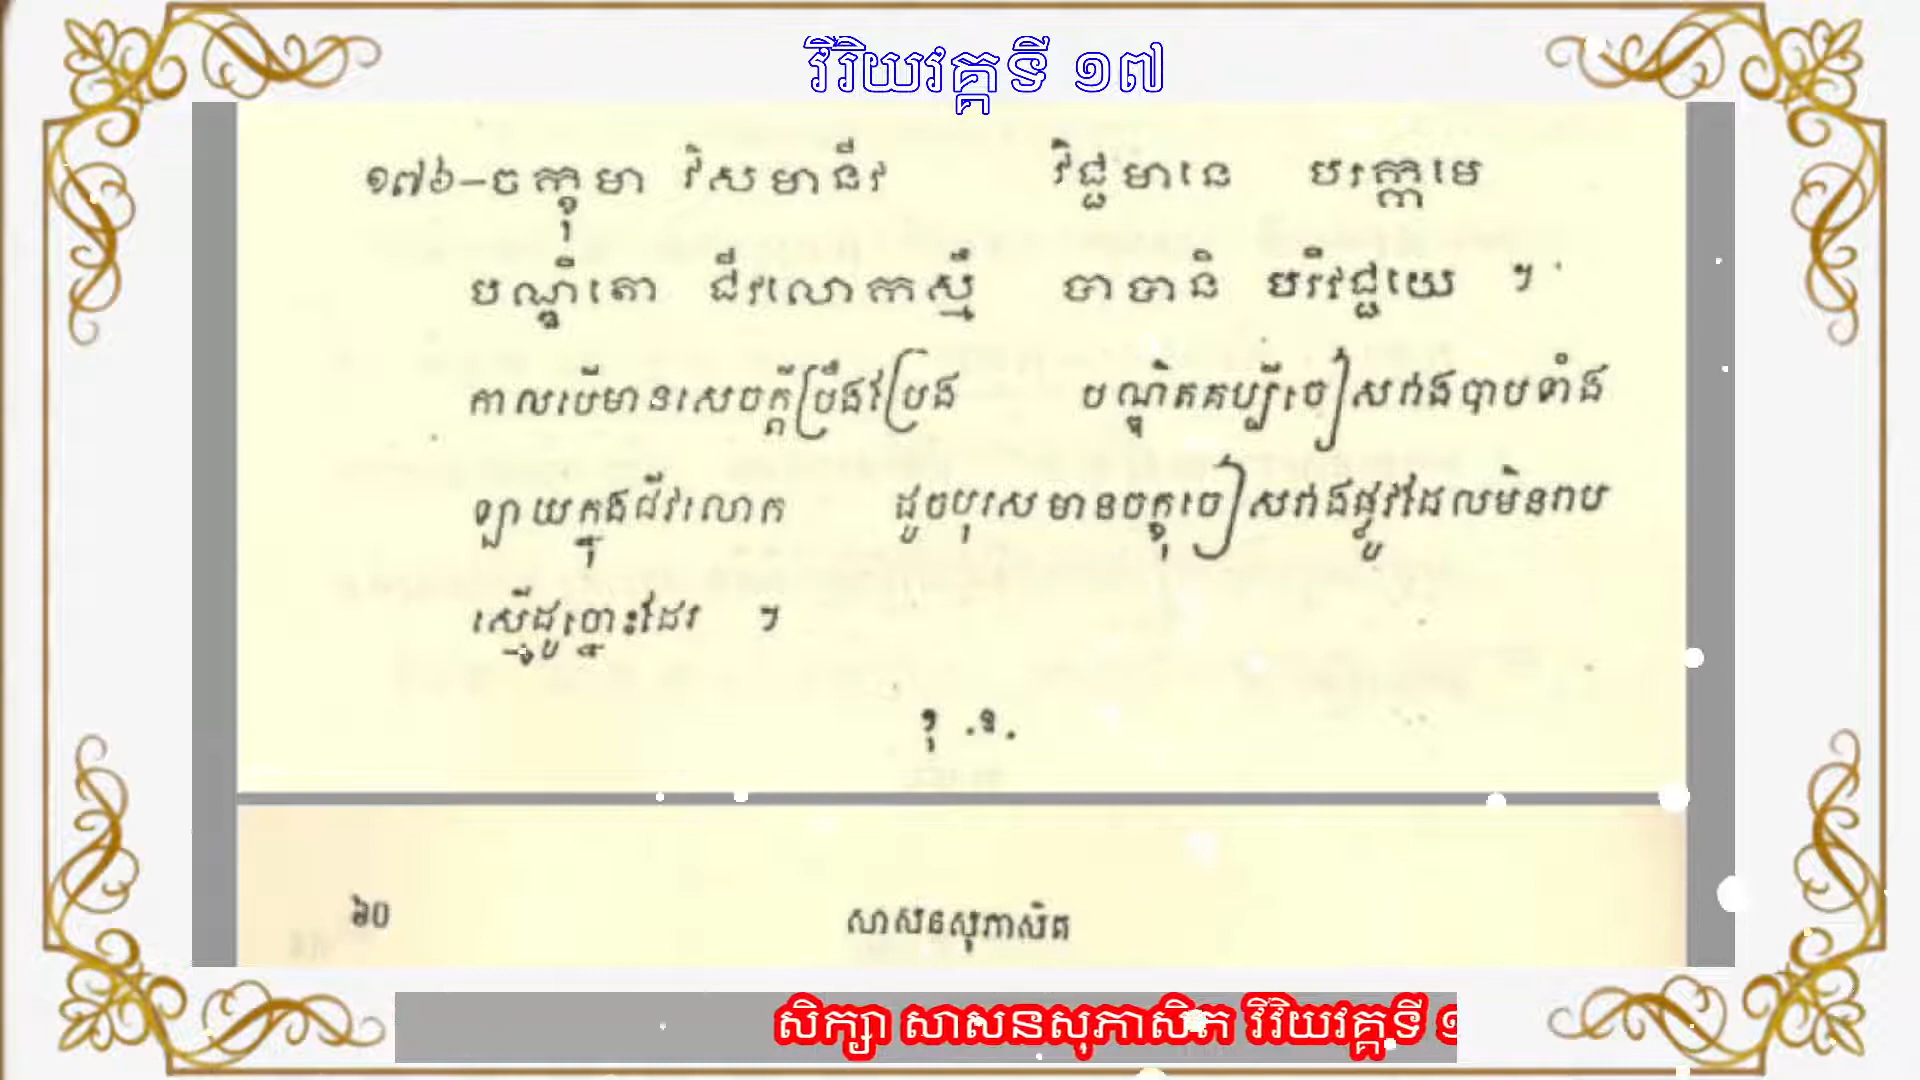 វីរិយវគ្គទី ១៧
១៧៦-ចក្ខុមា វិសមានីវ វិជ្ជមានេ បរក្កមេ
បណ្ឌិតោ ជីវលោកស្មឹ បាបានិ បរិវជ្ជយេ ។
កាលបើមានសេចក្តីប្រឹងប្រែង បណ្ឌិតគប្បីចៀសវាងបាបទាំង
ឡាយក្នុងជីវលោក ដូចបុរសមានចក្ខុចៀសវាងផ្លូវដែលមិនរាប
ស្មើដូច្នោះដែរ ។
ខុ .ឧ.
៦០ សាសនសុភាសិត
សិក្សា សាសនសុភាសិត វីរិយវគ្គទី ១